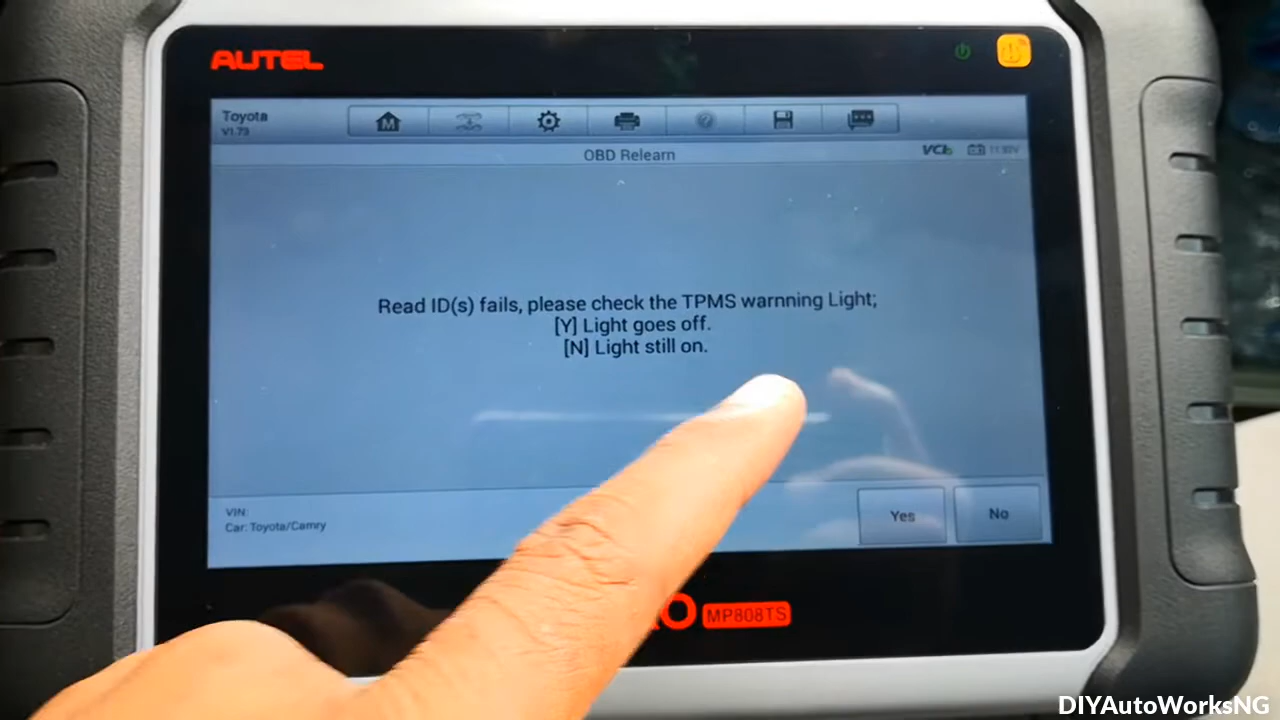 AUTEL
Toyota
V1.73
M
OBD Relearn
VCI
Read ID(s) fails, please check the TPMS warnning Light;
[Y] Light goes off.
[N] Light still on.
VIN:
Car: Toyota/Camry
Yes
No
MP808TS
DIYAutoWorksNG